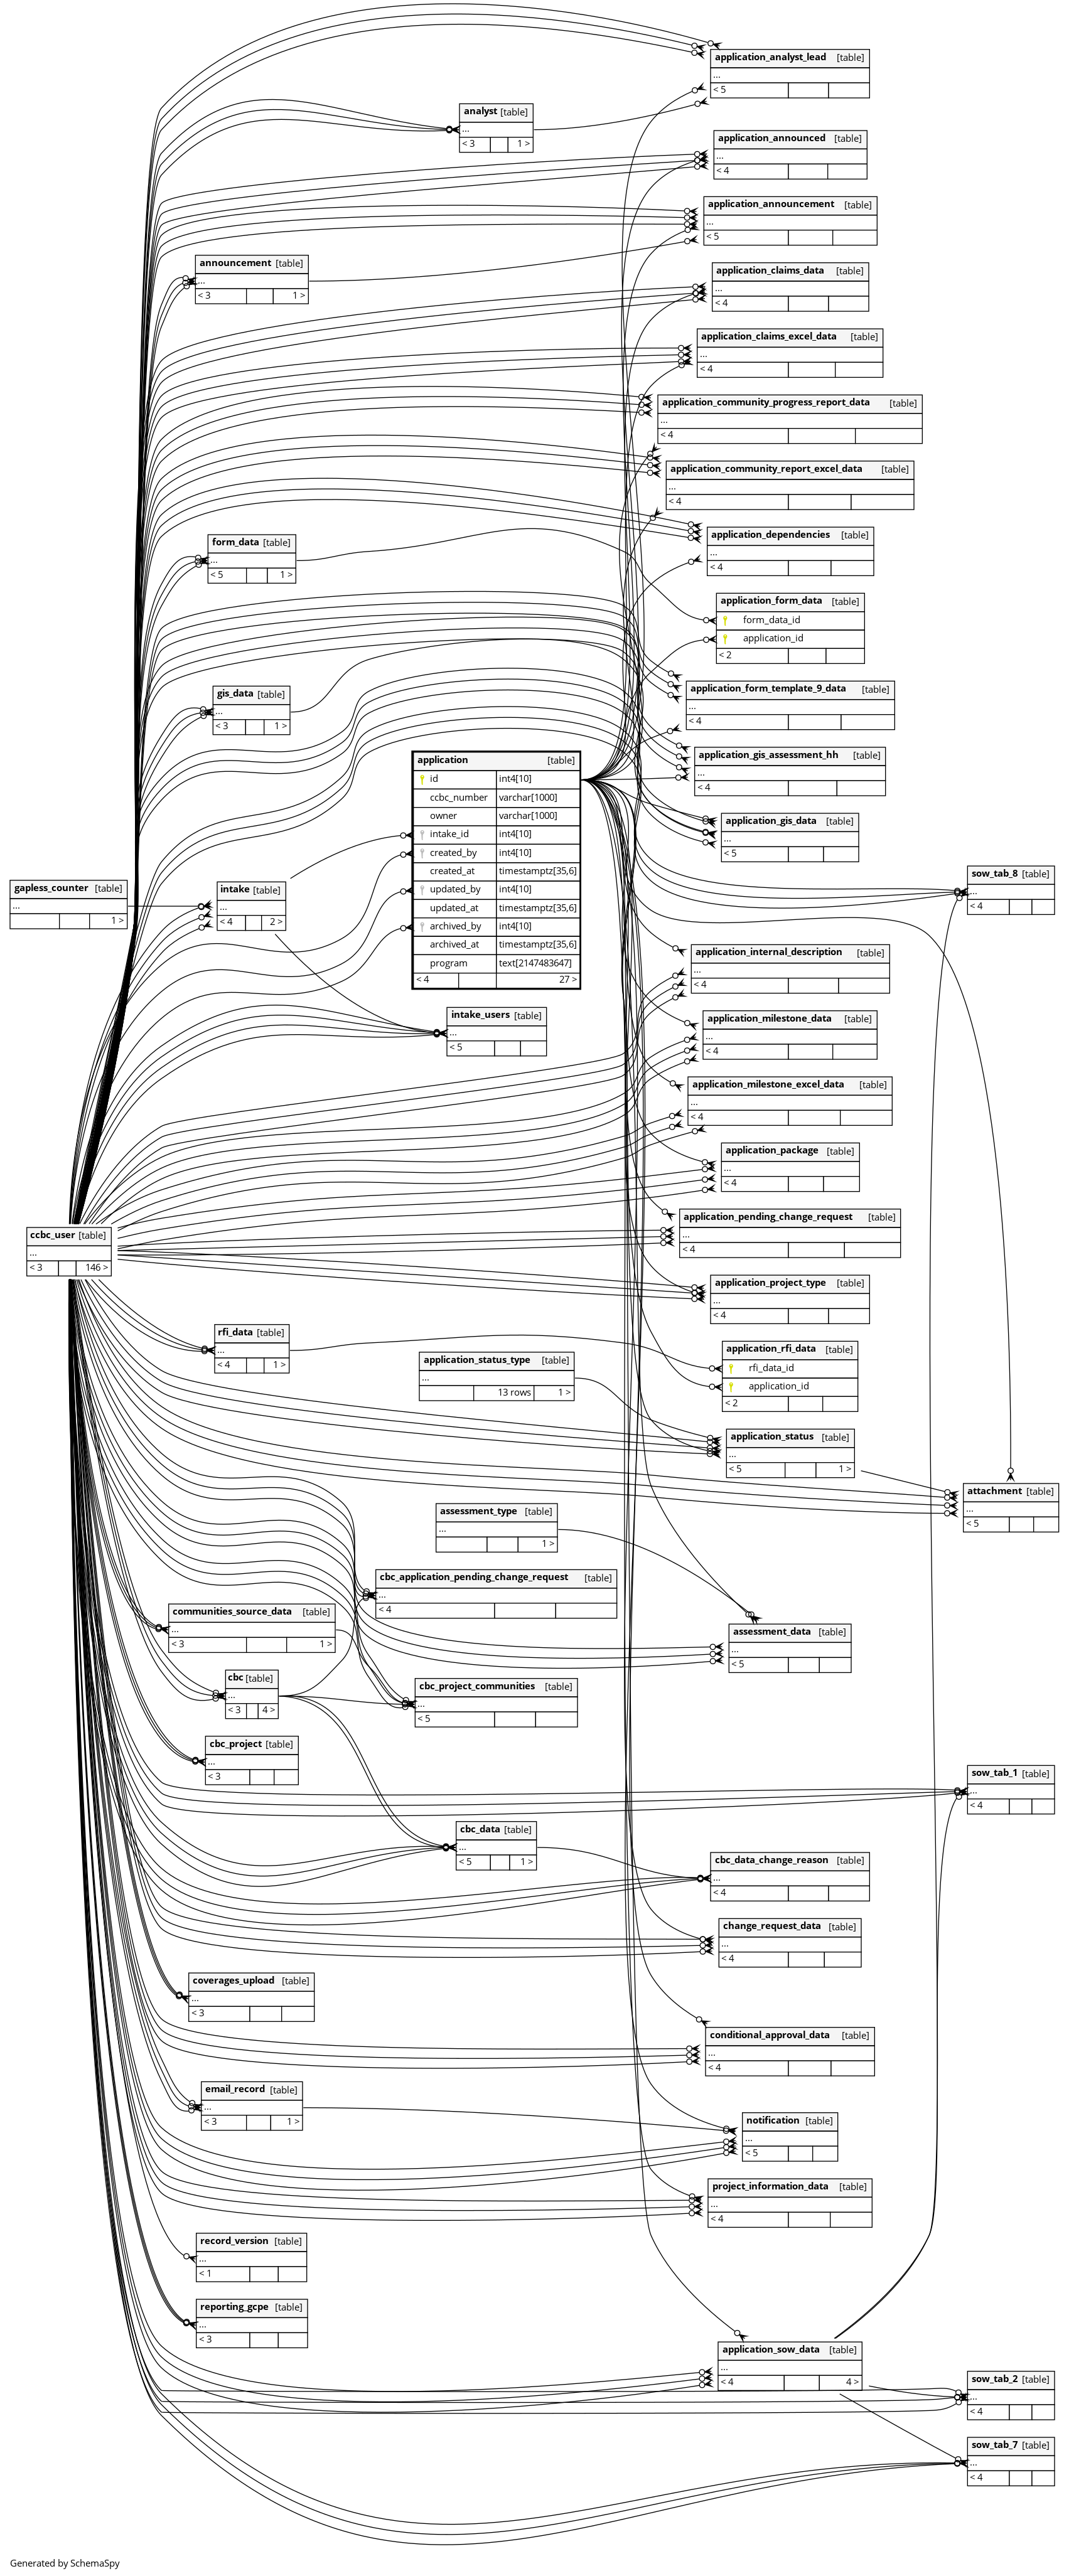 application_analyst_lead [table]
...
< 5
analyst [table]
...
< 3 1 >
application_announced [table]
...
< 4
application_announcement [table]
...
< 5
announcement [table]
...
< 3 1 >
application_claims_data [table]
...
< 4
application_claims_excel_data [table]
...
< 4
application_community_progress_report_data [table]
...
< 4
application_community_report_excel_data [table]
...
< 4
application_dependencies [table]
...
< 4
form_data [table]
...
< 5 1 >
application_form_data [table]
form_data_id
application_id
< 2
application_form_template_9_data [table]
...
< 4
gis_data [table]
...
< 3 1 >
application_gis_assessment_hh [table]
...
< 4
application [table]
id int4[10]
ccbc_number varchar[1000]
owner varchar[1000]
intake_id int4[10]
created_by int4[10]
created_at timestamptz[35,6]
updated_by int4[10]
updated_at timestamptz[35,6]
archived_by int4[10]
archived_at timestamptz[35,6]
program text[2147483647]
< 4 27 >
application_gis_data [table]
...
< 5
sow_tab_8 [table]
...
< 4
gapless_counter [table]
...
1 >
intake [table]
...
< 4 2 >
application_internal_description [table]
...
< 4
intake_users [table]
...
< 5
application_milestone_data [table]
...
< 4
application_milestone_excel_data [table]
...
< 4
application_package [table]
...
< 4
application_pending_change_request [table]
...
< 4
ccbc_user [table]
...
< 3 146 >
application_project_type [table]
...
< 4
rfi_data [table]
...
< 4 1 >
application_rfi_data [table]
rfi_data_id
application_id
< 2
application_status_type [table]
...
13 rows 1 >
application_status [table]
...
< 5 1 >
attachment [table]
...
< 5
assessment_type [table]
...
1 >
cbc_application_pending_change_request [table]
...
< 4
communities_source_data [table]
...
< 3 1 >
assessment_data [table]
...
< 5
cbc [table]
...
< 3 4 >
cbc_project_communities [table]
...
< 5
cbc_project [table]
...
< 3
sow_tab_1 [table]
...
< 4
cbc_data [table]
...
< 5 1 >
cbc_data_change_reason [table]
...
< 4
change_request_data [table]
...
< 4
coverages_upload [table]
...
< 3
conditional_approval_data [table]
...
< 4
email_record [table]
...
< 3 1 >
notification [table]
...
< 5
project_information_data [table]
...
< 4
record_version [table]
...
< 1
reporting_gcpe [table]
...
< 3
application_sow_data [table]
...
< 4 4 >
sow_tab_2 [table]
...
< 4
sow_tab_7 [table]
...
< 4
Generated by SchemaSpy